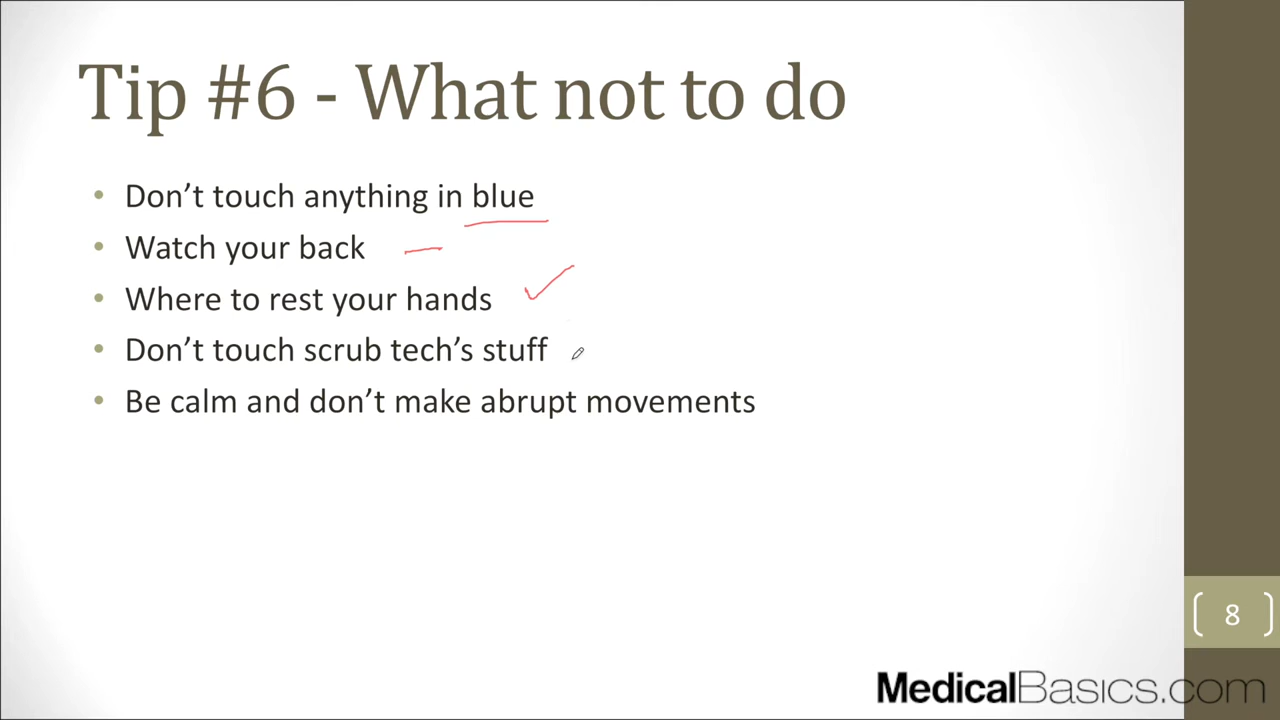 Tip #6 - What not to do
• Don’t touch anything in blue
• Watch your back
• Where to rest your hands
• Don’t touch scrub tech’s stuff
• Be calm and don’t make abrupt movements
8
MedicalBasics.com